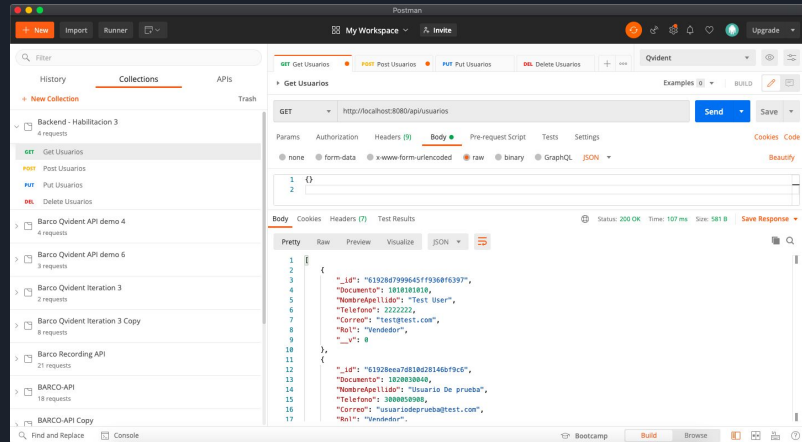 Postman
+ New Import Runner My Workspace Invite Upgrade
Filter
History Collections APIs
+ New Collection Trash
Backend - Habilitacion 3
4 requests
GET Get Usuarios
POST Post Usuarios
PUT Put Usuarios
DEL Delete Usuarios
Barco Qvident API demo 4
4 requests
Barco Qvident API demo 6
3 requests
Barco Qvident Iteration 3
2 requests
Barco Qvident Iteration 3 Copy
8 requests
Barco Recording API
21 requests
BARCO-API
18 requests
BARCO-API Copy
GET Get Usuarios POST Post Usuarios PUT Put Usuarios DEL Delete Usuarios + ••• Qvident
Get Usuarios Examples 0 BUILD
GET http://localhost:8080/api/usuarios Send Save
Params Authorization Headers (9) Body Pre-request Script Tests Settings Cookies Code
none form-data x-www-form-urlencoded raw binary GraphQL JSON Beautify
1 {}
2
Body Cookies Headers (7) Test Results Status: 200 OK Time: 107 ms Size: 581 B Save Response
Pretty Raw Preview Visualize JSON
1 [
2 {
3 "_id": "61928d7999645ff9360f6397",
4 "Documento": 1010101010,
5 "NombreApellido": "Test User",
6 "Telefono": 2222222,
7 "Correo": "test@test.com",
8 "Rol": "Vendedor",
9 "__v": 0
10 },
11 {
12 "_id": "61928eea7d810d28146bf9c6",
13 "Documento": 1020030040,
14 "NombreApellido": "Usuario De prueba",
15 "Telefono": 3000050908,
16 "Correo": "usuariodeprueba@test.com",
17 "Rol": "Vendedor",
Find and Replace Console Bootcamp Build Browse